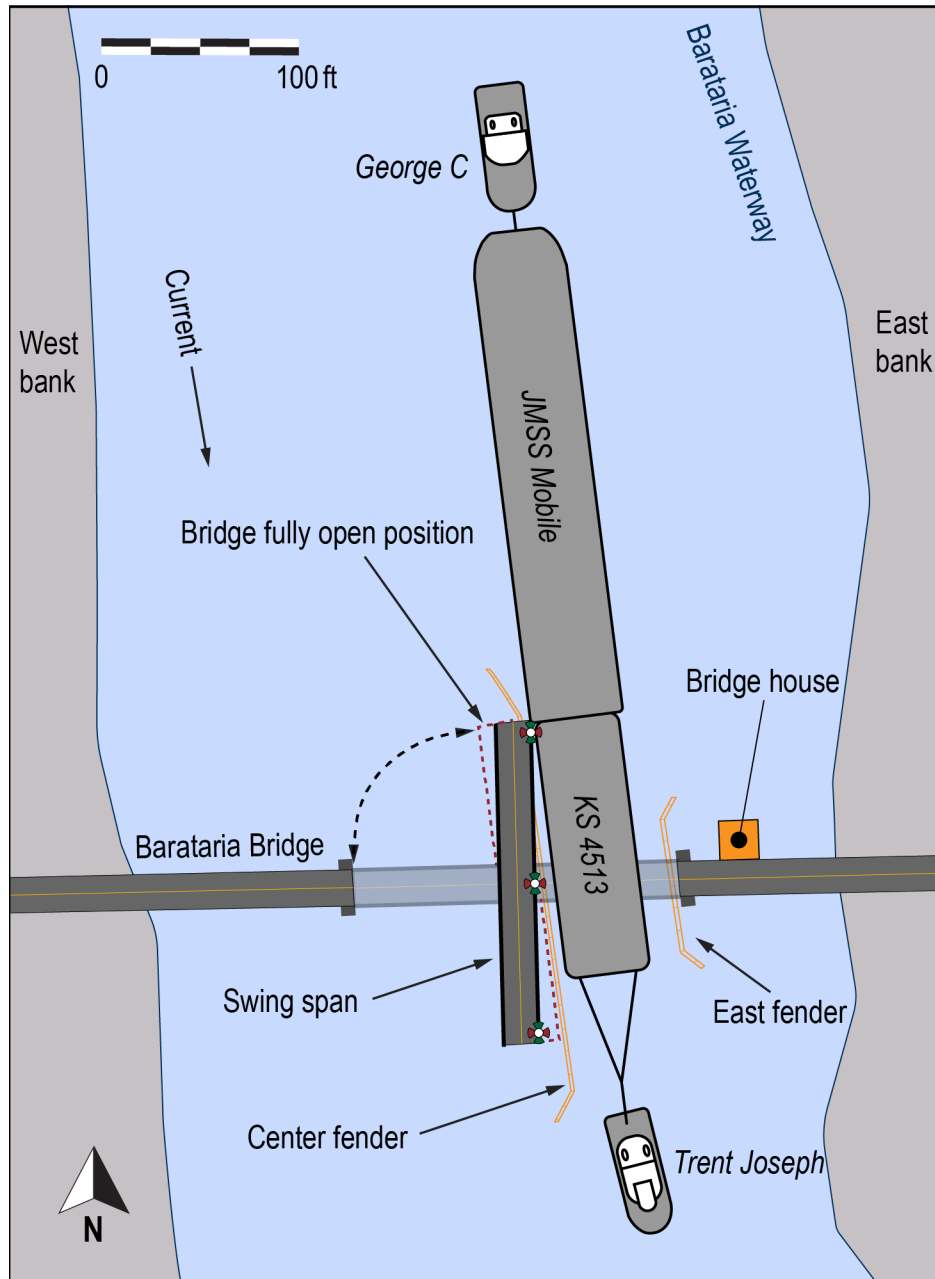 0 100 ft
George C
Barataria Waterway
Current
West
bank
East
bank
JMSS Mobile
Bridge fully open position
Bridge house
KS 4513
Barataria Bridge
Swing span
East fender
Center fender
Trent Joseph
N